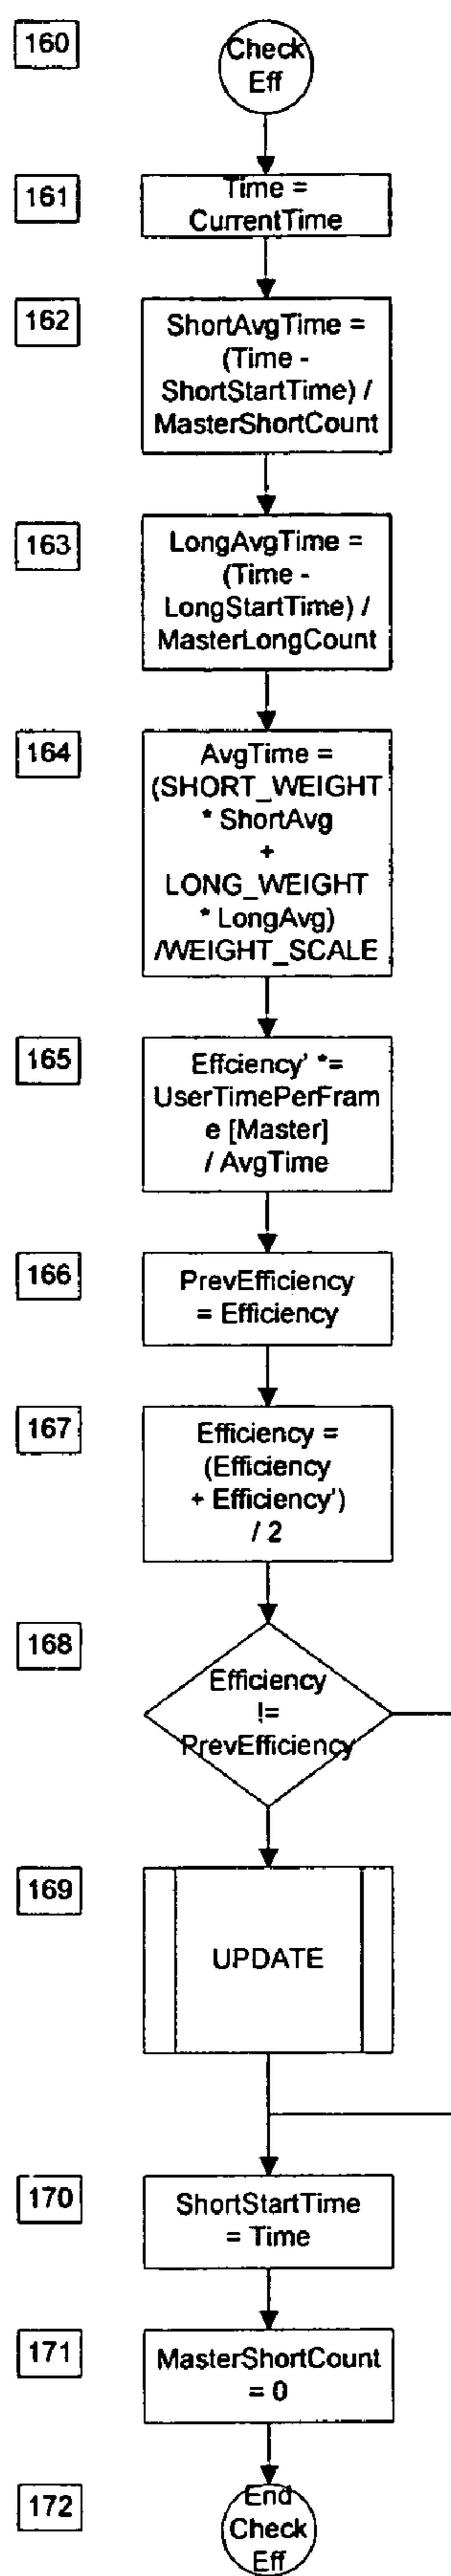 160
Check
Eff
161
Time =
CurrentTime
162
ShortAvgTime =
(Time -
ShortStartTime) /
MasterShortCount
163
LongAvgTime =
(Time -
LongStartTime) /
MasterLongCount
164
AvgTime =
(SHORT_WEIGHT
* ShortAvg
+
LONG_WEIGHT
* LongAvg)
/WEIGHT_SCALE
165
Effciency' *=
UserTimePerFram
e [Master]
/ AvgTime
166
PrevEfficiency
= Efficiency
167
Efficiency =
(Efficiency
+ Efficiency')
/ 2
168
Efficiency
!=
PrevEfficiency
169
UPDATE
170
ShortStartTime
= Time
171
MasterShortCount
= 0
172
End
Check
Eff